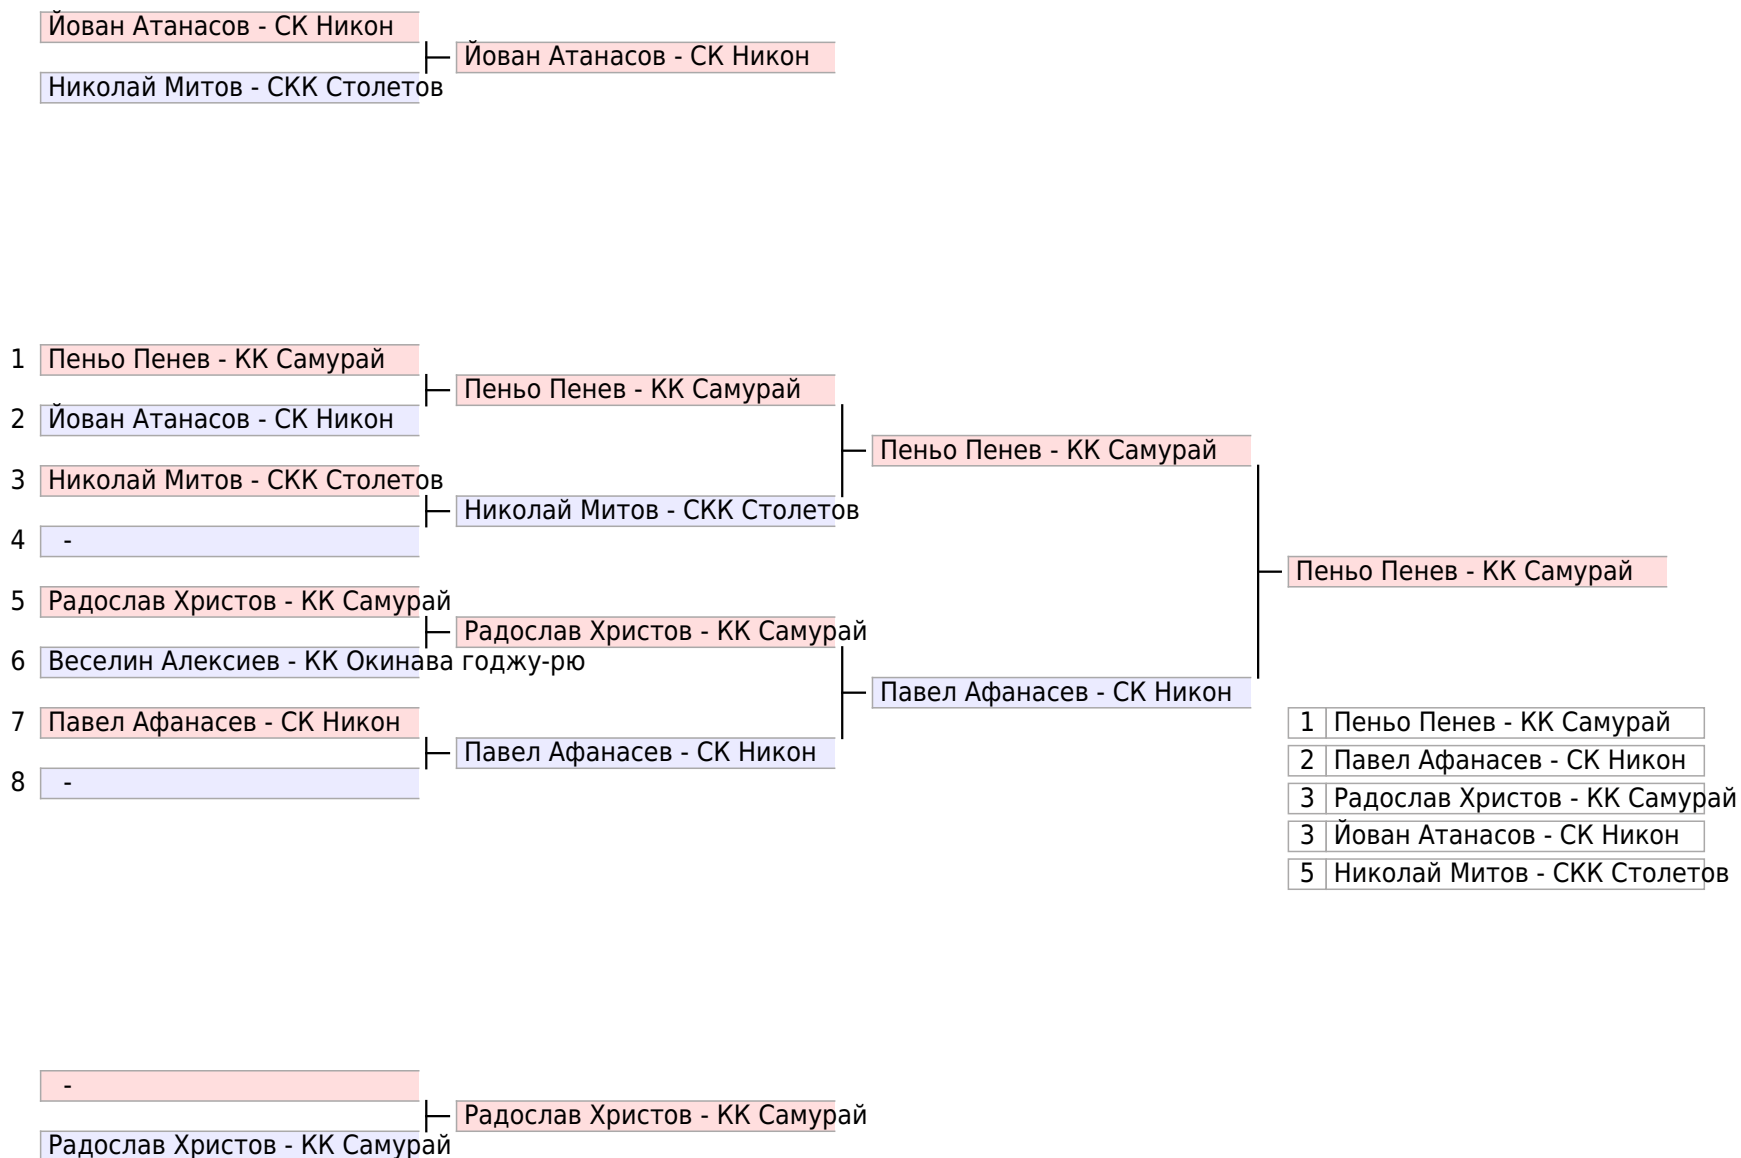 Йован Атанасов - СК Никон
Йован Атанасов - СК Никон
Николай Митов - СКК Столетов
1 Пеньо Пенев - КК Самурай
Пеньо Пенев - КК Самурай
2 Йован Атанасов - СК Никон
Пеньо Пенев - КК Самурай
3 Николай Митов - СКК Столетов
Николай Митов - СКК Столетов
4 -
Пеньо Пенев - КК Самурай
5 Радослав Христов - КК Самурай
Радослав Христов - КК Самурай
6 Веселин Алексиев - КК Окинава годжу-рю
Павел Афанасев - СК Никон
7 Павел Афанасев - СК Никон
Павел Афанасев - СК Никон
8 -
1 Пеньо Пенев - КК Самурай
2 Павел Афанасев - СК Никон
3 Радослав Христов - КК Самурай
3 Йован Атанасов - СК Никон
5 Николай Митов - СКК Столетов
-
Радослав Христов - КК Самурай
Радослав Христов - КК Самурай